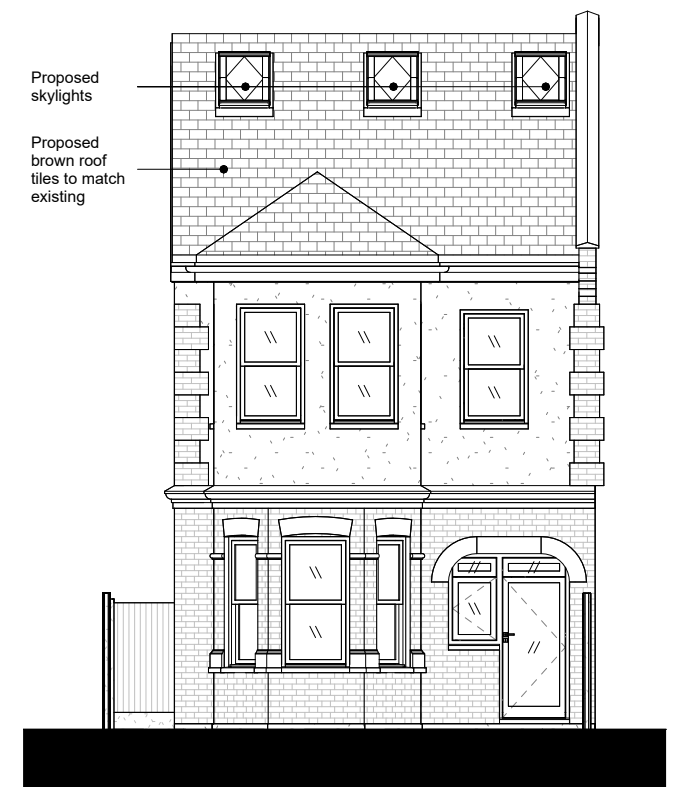 Proposed
skylights
Proposed
brown roof
tiles to match
existing